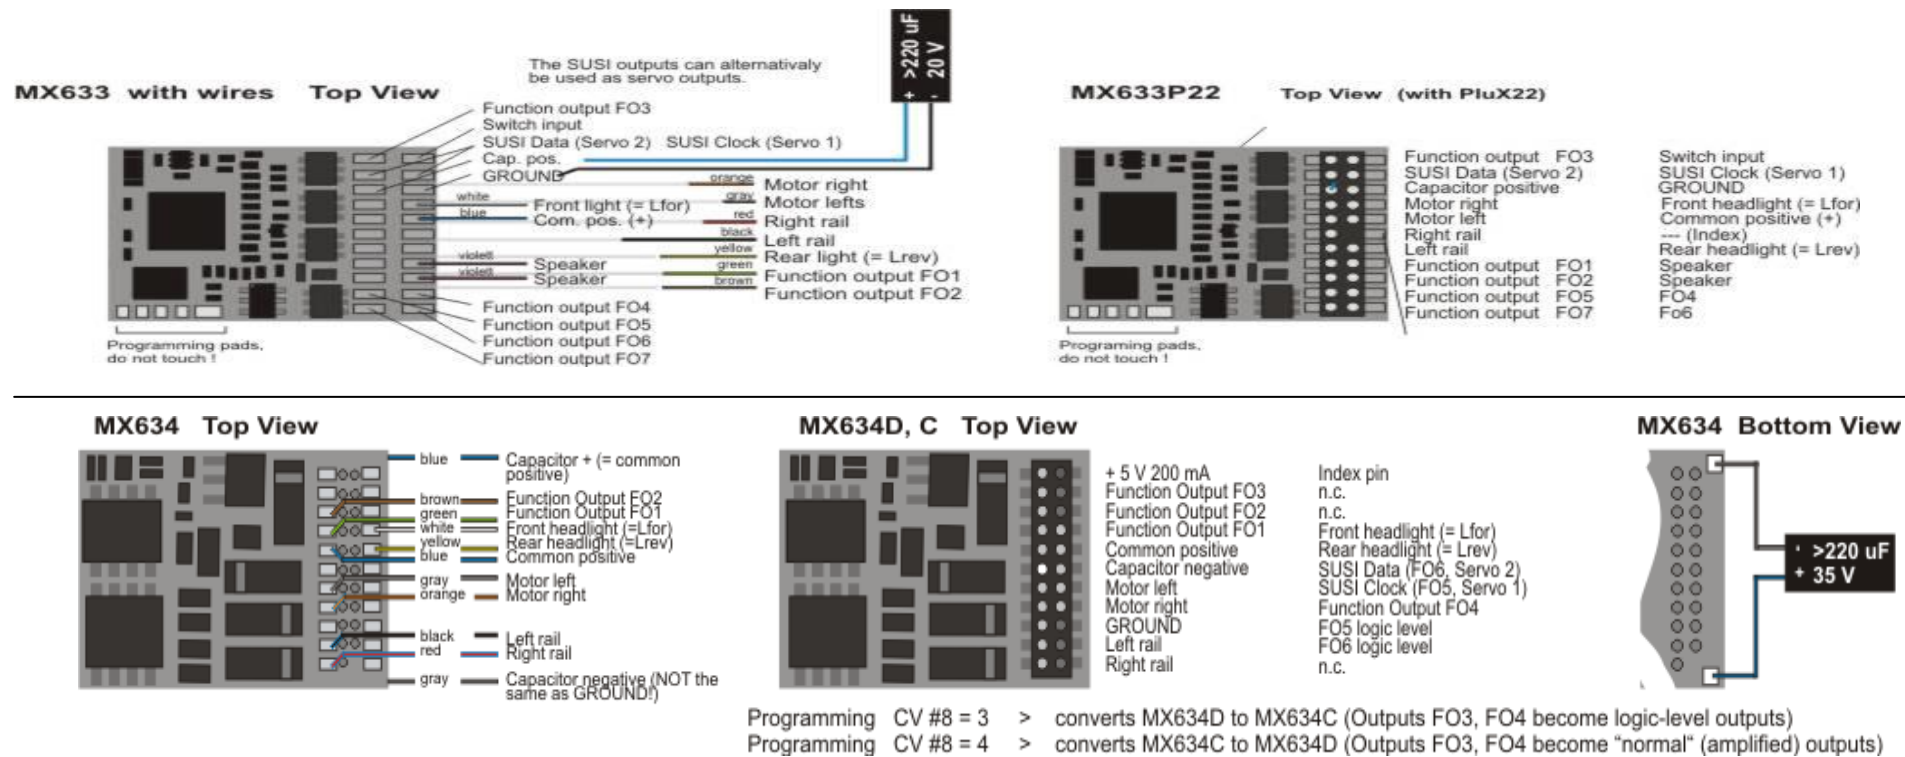 MX633 with wires Top View
The SUSI outputs can alternativaly
be used as servo outputs.
>220 uF
20 V
+ -
Function output FO3
Switch input
SUSI Data (Servo 2) SUSI Clock (Servo 1)
Cap. pos.
GROUND
orange Motor right
white Front light (= Lfor)
gray Motor lefts
blue Com. pos. (+)
red Right rail
black Left rail
yellow Rear light (= Lrev)
violett Speaker
green Function output FO1
violett Speaker
brown Function output FO2
Function output FO4
Function output FO5
Function output FO6
Function output FO7
Programming pads,
do not touch !
MX633P22 Top View (with PluX22)
Function output FO3 Switch input
SUSI Data (Servo 2) SUSI Clock (Servo 1)
Capacitor positive GROUND
Motor right Front headlight (= Lfor)
Motor left Common positive (+)
Right rail --- (Index)
Left rail Rear headlight (= Lrev)
Function output FO1 Speaker
Function output FO2 Speaker
Function output FO5 FO4
Function output FO7 Fo6
Programing pads,
do not touch !
MX634 Top View
blue Capacitor + (= common
positive)
brown Function Output FO2
green Function Output FO1
white Front headlight (=Lfor)
yellow Rear headlight (=Lrev)
blue Common positive
gray Motor left
orange Motor right
black Left rail
red Right rail
gray Capacitor negative (NOT the
same as GROUND!)
MX634D, C Top View
+ 5 V 200 mA Index pin
Function Output FO3 n.c.
Function Output FO2 n.c.
Function Output FO1 Front headlight (= Lfor)
Common positive Rear headlight (= Lrev)
Capacitor negative SUSI Data (FO6, Servo 2)
Motor left SUSI Clock (FO5, Servo 1)
Motor right Function Output FO4
GROUND FO5 logic level
Left rail FO6 logic level
Right rail n.c.
MX634 Bottom View
- >220 uF
+ 35 V
Programming CV #8 = 3 > converts MX634D to MX634C (Outputs FO3, FO4 become logic-level outputs)
Programming CV #8 = 4 > converts MX634C to MX634D (Outputs FO3, FO4 become “normal“ (amplified) outputs)